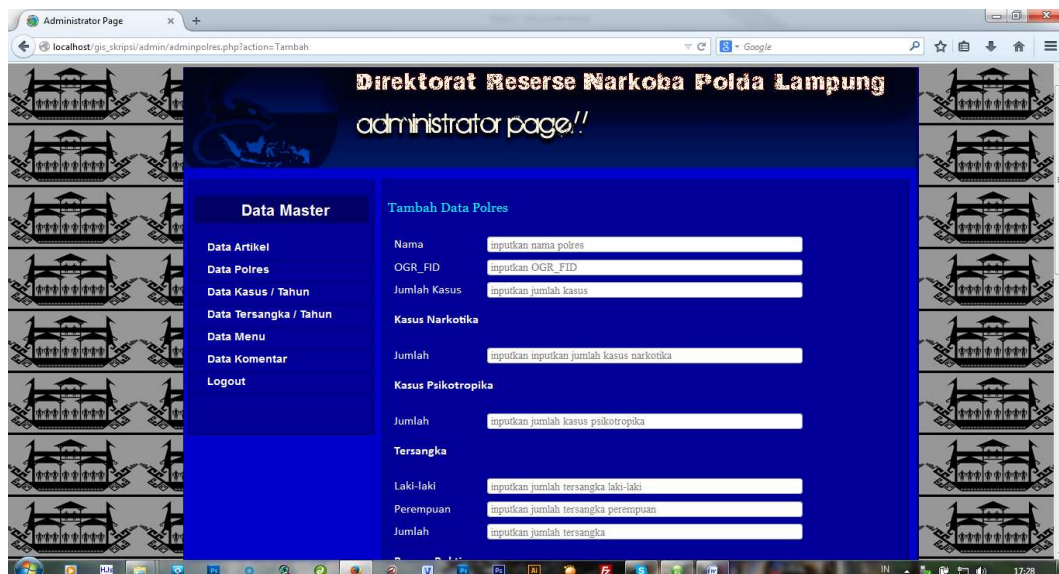 Administrator Page
localhost/gis_skripsi/admin/adminpolres.php?action=Tambah
Google
Direktorat Reserse Narkoba Polda Lampung
administrator page!!
Data Master
Data Artikel
Data Polres
Data Kasus / Tahun
Data Tersangka / Tahun
Data Menu
Data Komentar
Logout
Tambah Data Polres
Nama inputkan nama polres
OGR_FID inputkan OGR_FID
Jumlah Kasus inputkan jumlah kasus
Kasus Narkotika
Jumlah inputkan inputkan jumlah kasus narkotika
Kasus Psikotropika
Jumlah inputkan jumlah kasus psikotropika
Tersangka
Laki-laki inputkan jumlah tersangka laki-laki
Perempuan inputkan jumlah tersangka perempuan
Jumlah inputkan jumlah tersangka
IN
17:28